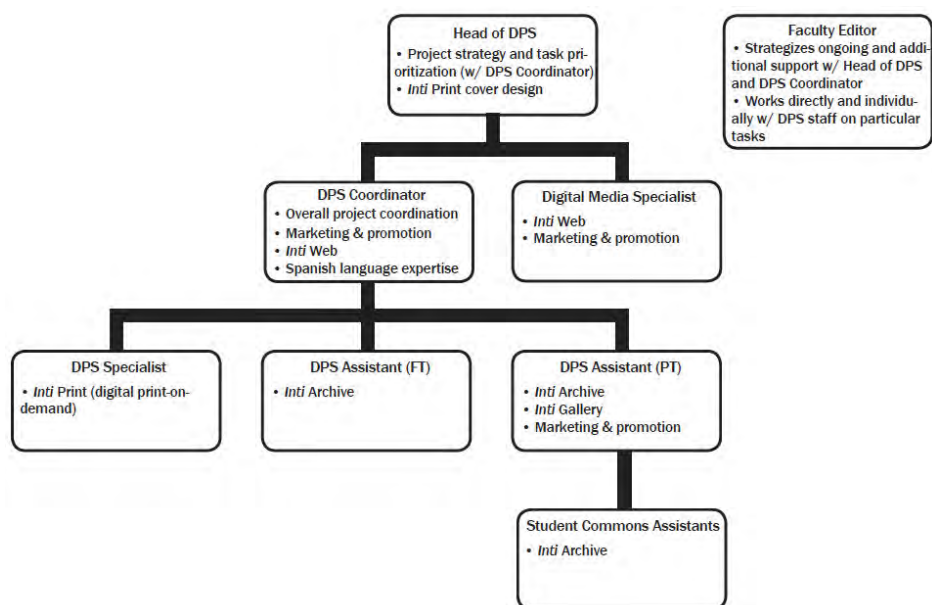 Head of DPS
• Project strategy and task pri-
oritization (w/ DPS Coordinator)
• Inti Print cover design
Faculty Editor
• Strategizes ongoing and addi-
tional support w/ Head of DPS
and DPS Coordinator
• Works directly and individu-
ally w/ DPS staff on particular
tasks
DPS Coordinator
• Overall project coordination
• Marketing & promotion
• Inti Web
• Spanish language expertise
Digital Media Specialist
• Inti Web
• Marketing & promotion
DPS Specialist
• Inti Print (digital print-on-
demand)
DPS Assistant (FT)
• Inti Archive
DPS Assistant (PT)
• Inti Archive
• Inti Gallery
• Marketing & promotion
Student Commons Assistants
• Inti Archive